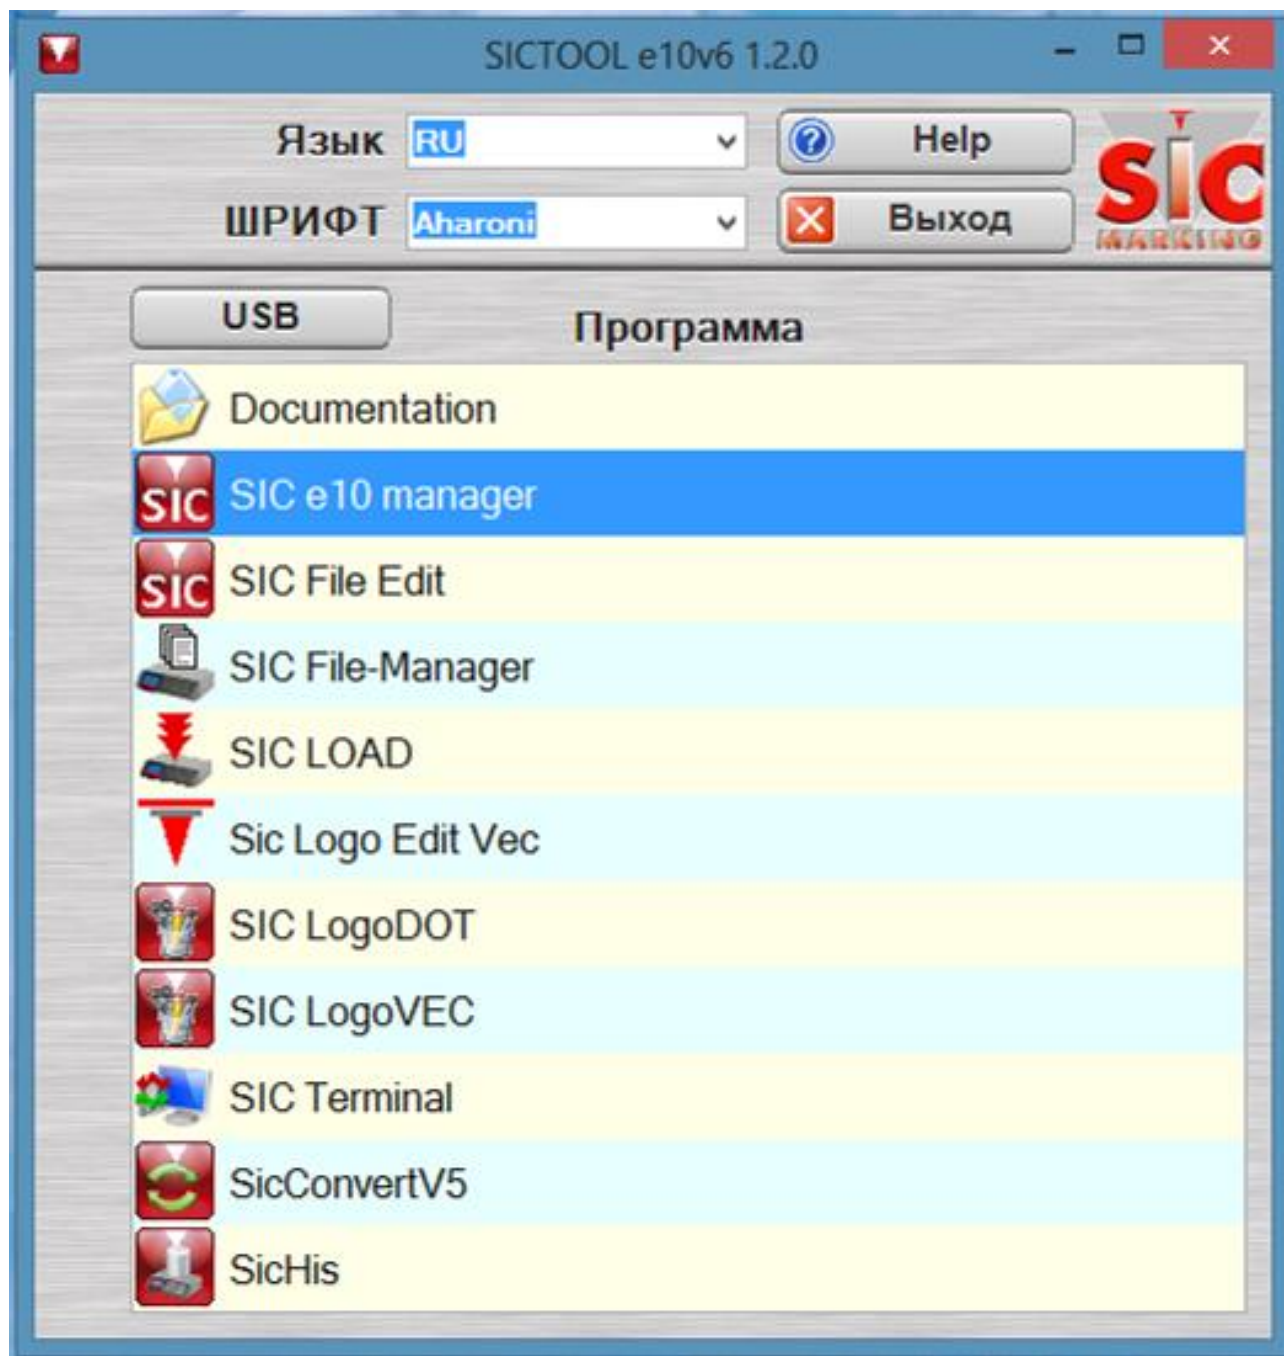 SICTOOL e10v6 1.2.0
Язык RU Help
ШРИФТ Aharoni Выход
SIC
MARKING
USB Программа
Documentation
SIC e10 manager
SIC File Edit
SIC File-Manager
SIC LOAD
Sic Logo Edit Vec
SIC LogoDOT
SIC LogoVEC
SIC Terminal
SicConvertV5
SicHis